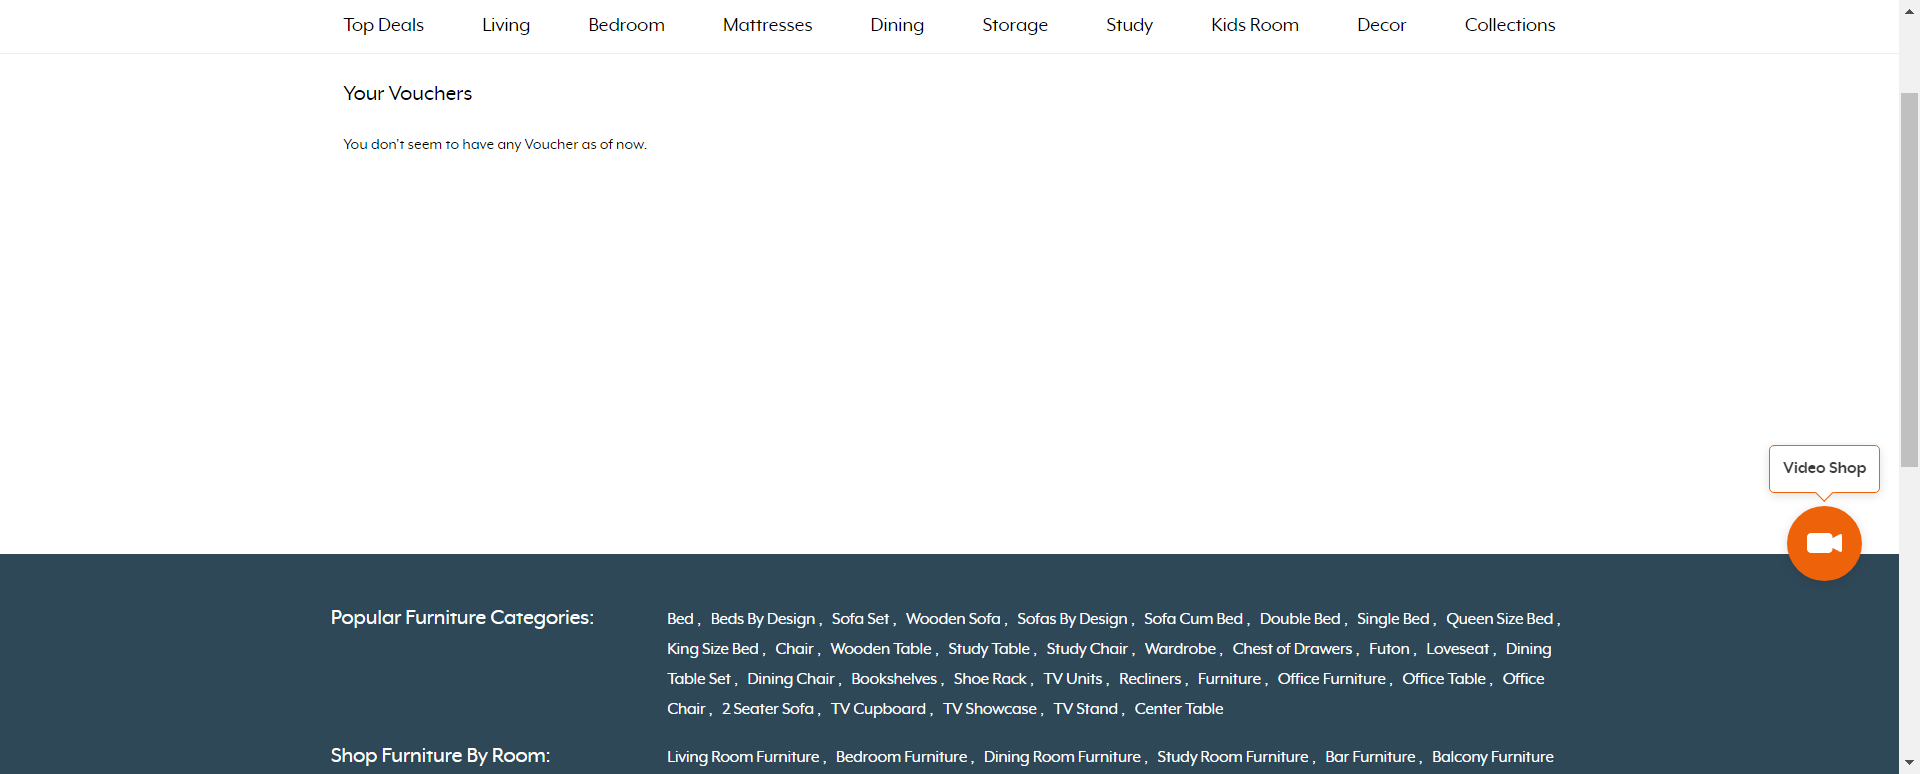 Top Deals Living Bedroom Mattresses Dining Storage Study Kids Room Decor Collections
Your Vouchers
You don't seem to have any Voucher as of now.
Video Shop
Popular Furniture Categories:
Bed , Beds By Design , Sofa Set , Wooden Sofa , Sofas By Design , Sofa Cum Bed , Double Bed , Single Bed , Queen Size Bed ,
King Size Bed , Chair , Wooden Table , Study Table , Study Chair , Wardrobe , Chest of Drawers , Futon , Loveseat , Dining
Table Set , Dining Chair , Bookshelves , Shoe Rack , TV Units , Recliners , Furniture , Office Furniture , Office Table , Office
Chair , 2 Seater Sofa , TV Cupboard , TV Showcase , TV Stand , Center Table
Shop Furniture By Room:
Living Room Furniture , Bedroom Furniture , Dining Room Furniture , Study Room Furniture , Bar Furniture , Balcony Furniture